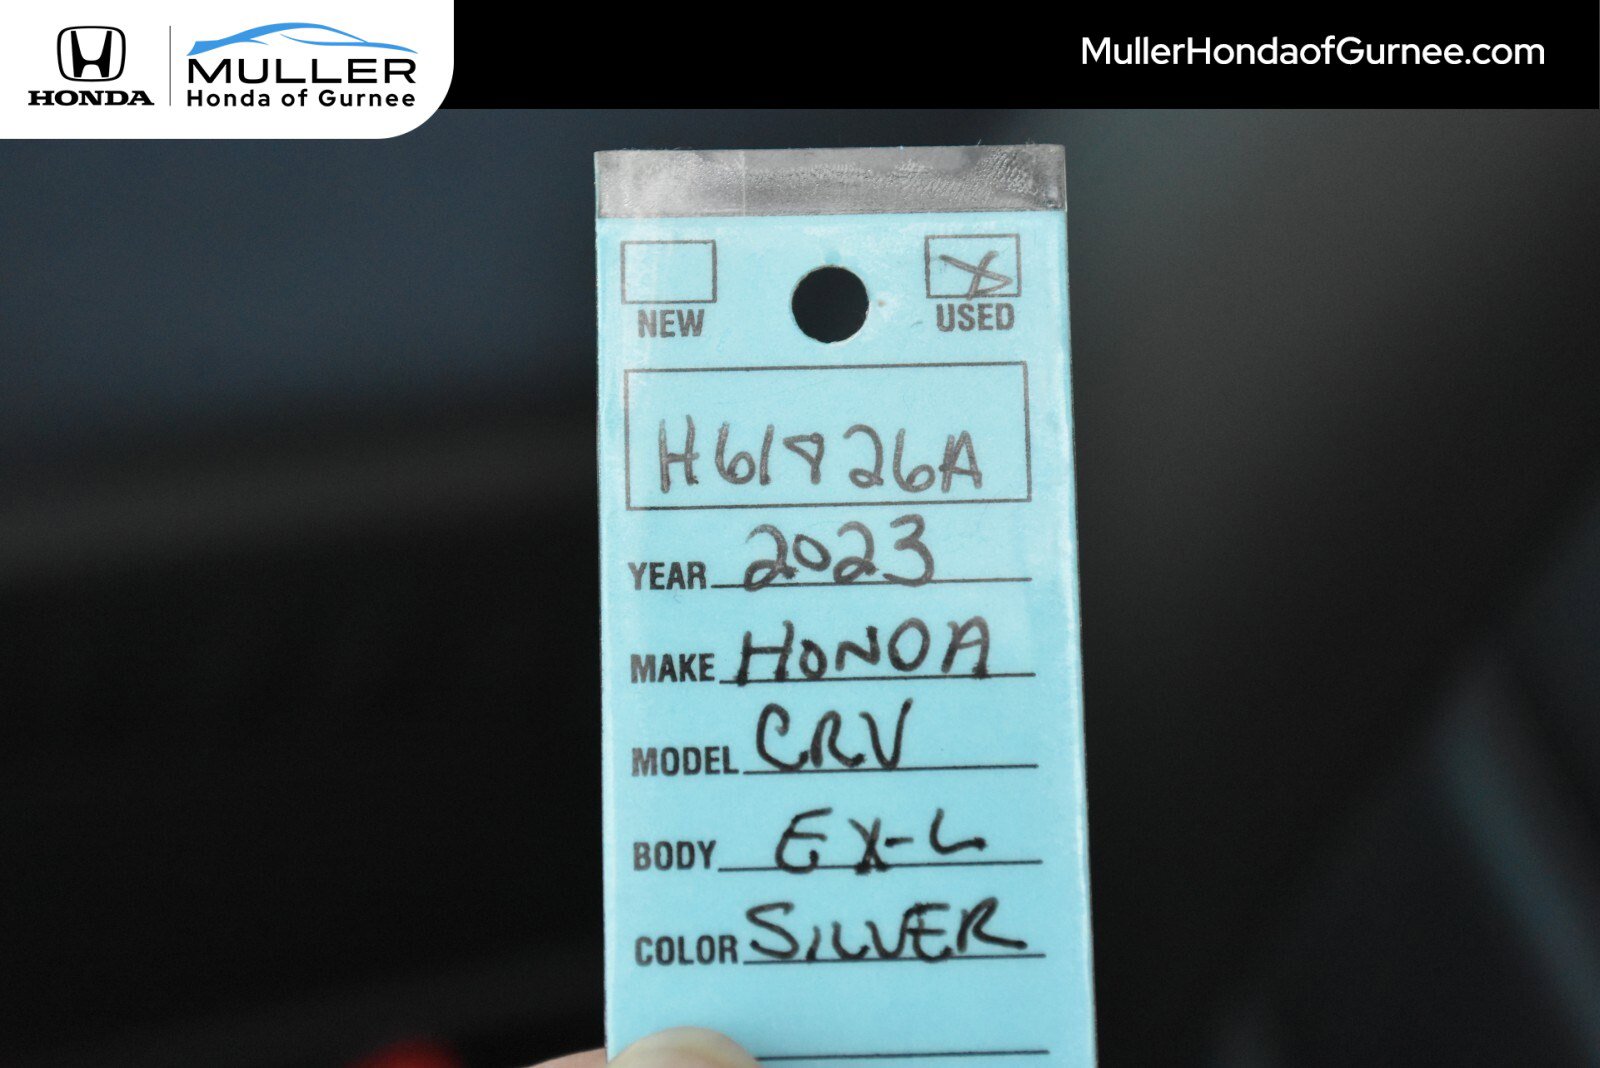 HONDA
MULLER
Honda of Gurnee
MullerHondaofGurnee.com
NEW
X
USED
H61826A
YEAR 2023
MAKE HONDA
MODEL CRV
BODY EX-L
COLOR SILVER